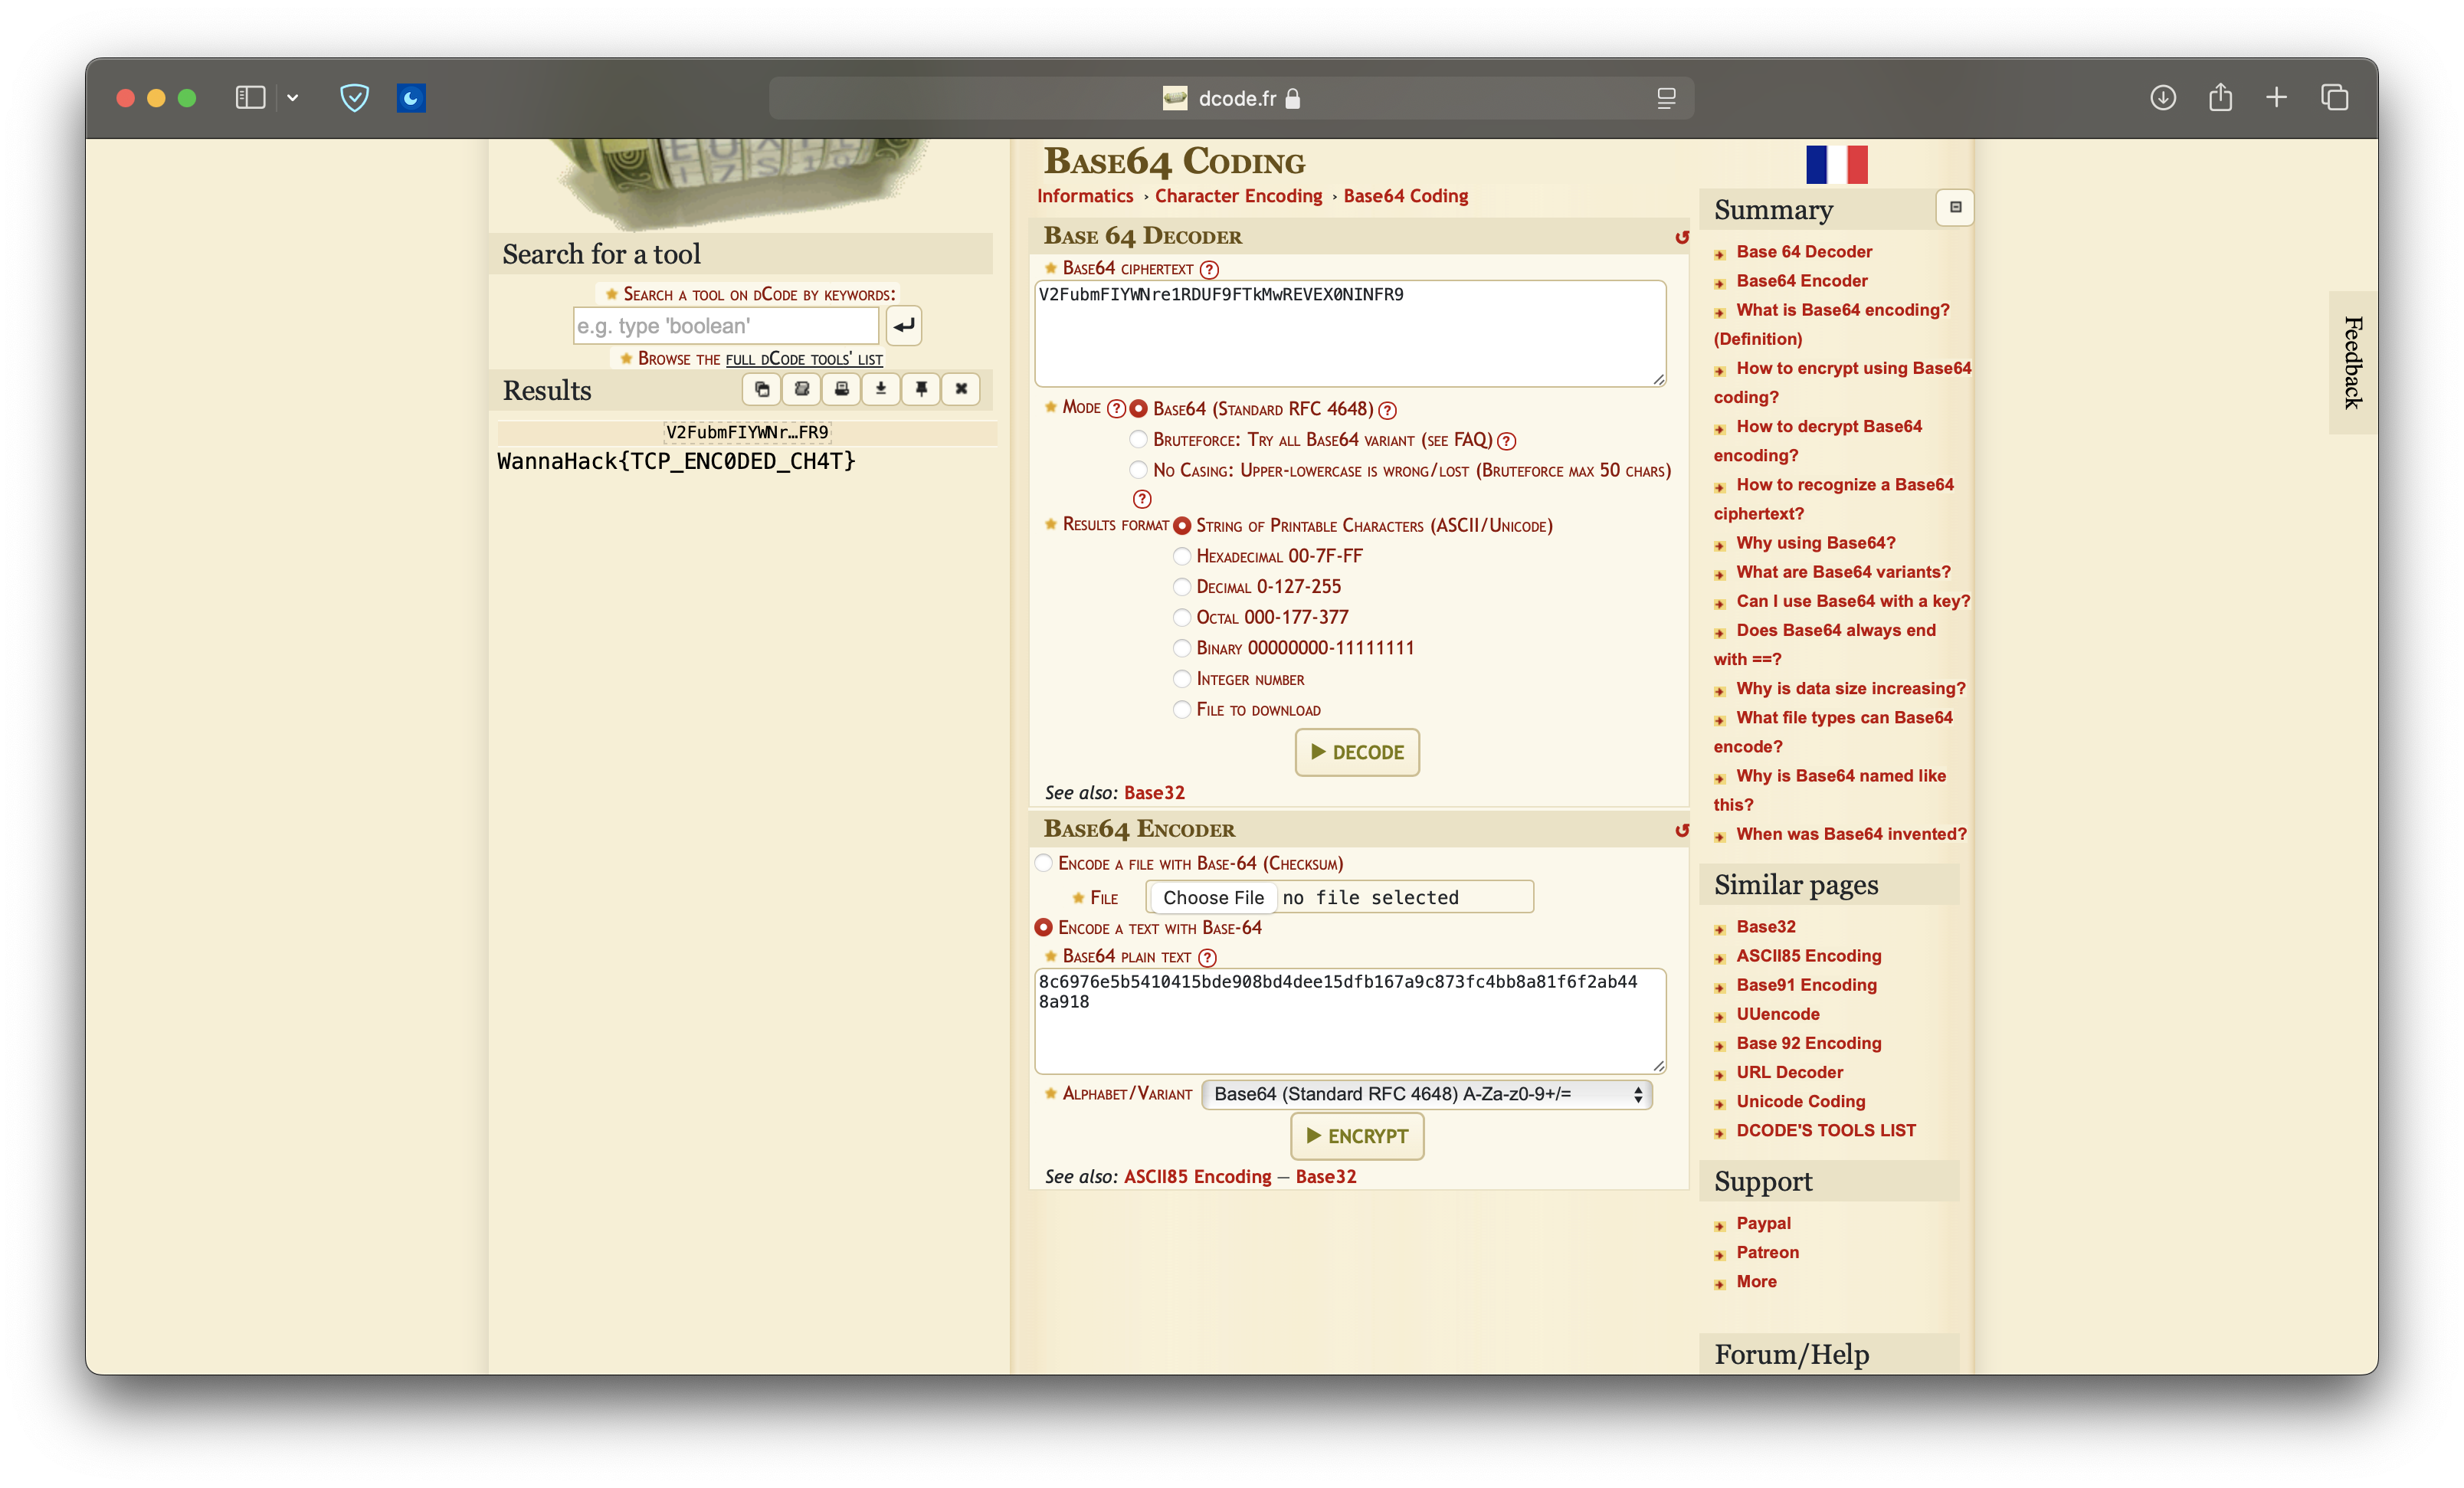 dcode.fr
Search for a tool
Search a tool on dCode by keywords:
e.g. type 'boolean'
Browse the full dCode tools' list
Results
V2FubmFIYWNr…FR9
WannaHack{TCP_ENC0DED_CH4T}
Base64 Coding
Informatics › Character Encoding › Base64 Coding
Base 64 Decoder
Base64 ciphertext ?
V2FubmFIYWNre1RDUF9FTkMwREVEX0NINFR9
Mode ? Base64 (Standard RFC 4648) ?
Bruteforce: Try all Base64 variant (see FAQ) ?
No Casing: Upper-lowercase is wrong/lost (Bruteforce max 50 chars)
?
Results format String of Printable Characters (ASCII/Unicode)
Hexadecimal 00-7F-FF
Decimal 0-127-255
Octal 000-177-377
Binary 00000000-11111111
Integer number
File to download
▶ DECODE
See also: Base32
Base64 Encoder
Encode a file with Base-64 (Checksum)
File Choose File no file selected
Encode a text with Base-64
Base64 plain text ?
8c6976e5b5410415bde908bd4dee15dfb167a9c873fc4bb8a81f6f2ab44
8a918
Alphabet/Variant Base64 (Standard RFC 4648) A-Za-z0-9+/=
▶ ENCRYPT
See also: ASCII85 Encoding — Base32
Summary
Base 64 Decoder
Base64 Encoder
What is Base64 encoding?
(Definition)
How to encrypt using Base64
coding?
How to decrypt Base64
encoding?
How to recognize a Base64
ciphertext?
Why using Base64?
What are Base64 variants?
Can I use Base64 with a key?
Does Base64 always end
with ==?
Why is data size increasing?
What file types can Base64
encode?
Why is Base64 named like
this?
When was Base64 invented?
Similar pages
Base32
ASCII85 Encoding
Base91 Encoding
UUencode
Base 92 Encoding
URL Decoder
Unicode Coding
DCODE'S TOOLS LIST
Support
Paypal
Patreon
More
Forum/Help
Feedback